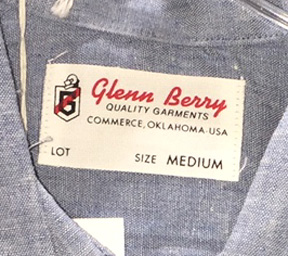 Glenn Berry
QUALITY GARMENTS
COMMERCE, OKLAHOMA-USA
LOT SIZE MEDIUM